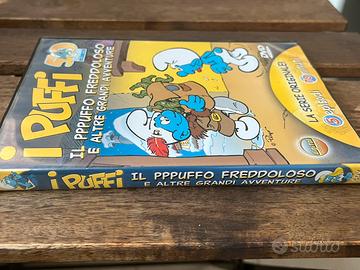 i PUFFi
50
IL PPPUFFO FREDDOLOSO
E ALTRE GRANDI AVVENTURE
DVD
LA SERIE ORIGINALE!
i PUFFi
IL PPPUFFO FREDDOLOSO
E ALTRE GRANDI AVVENTURE
subito